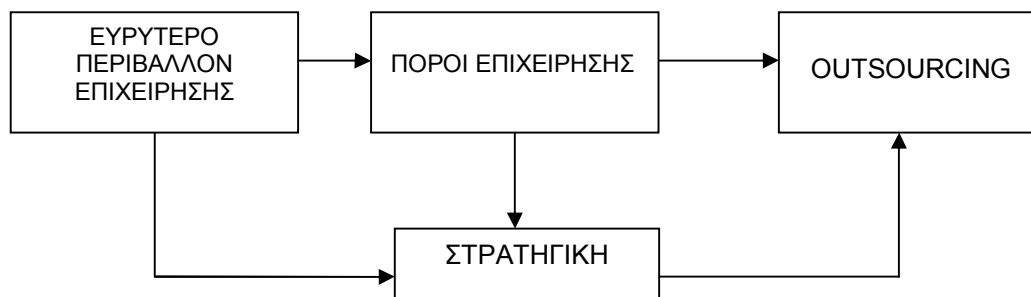 ΕΥΡΥΤΕΡΟ
ΠΕΡΙΒΑΛΛΟΝ
ΕΠΙΧΕΙΡΗΣΗΣ
ΠΟΡΟΙ ΕΠΙΧΕΙΡΗΣΗΣ
OUTSOURCING
ΣΤΡΑΤΗΓΙΚΗ